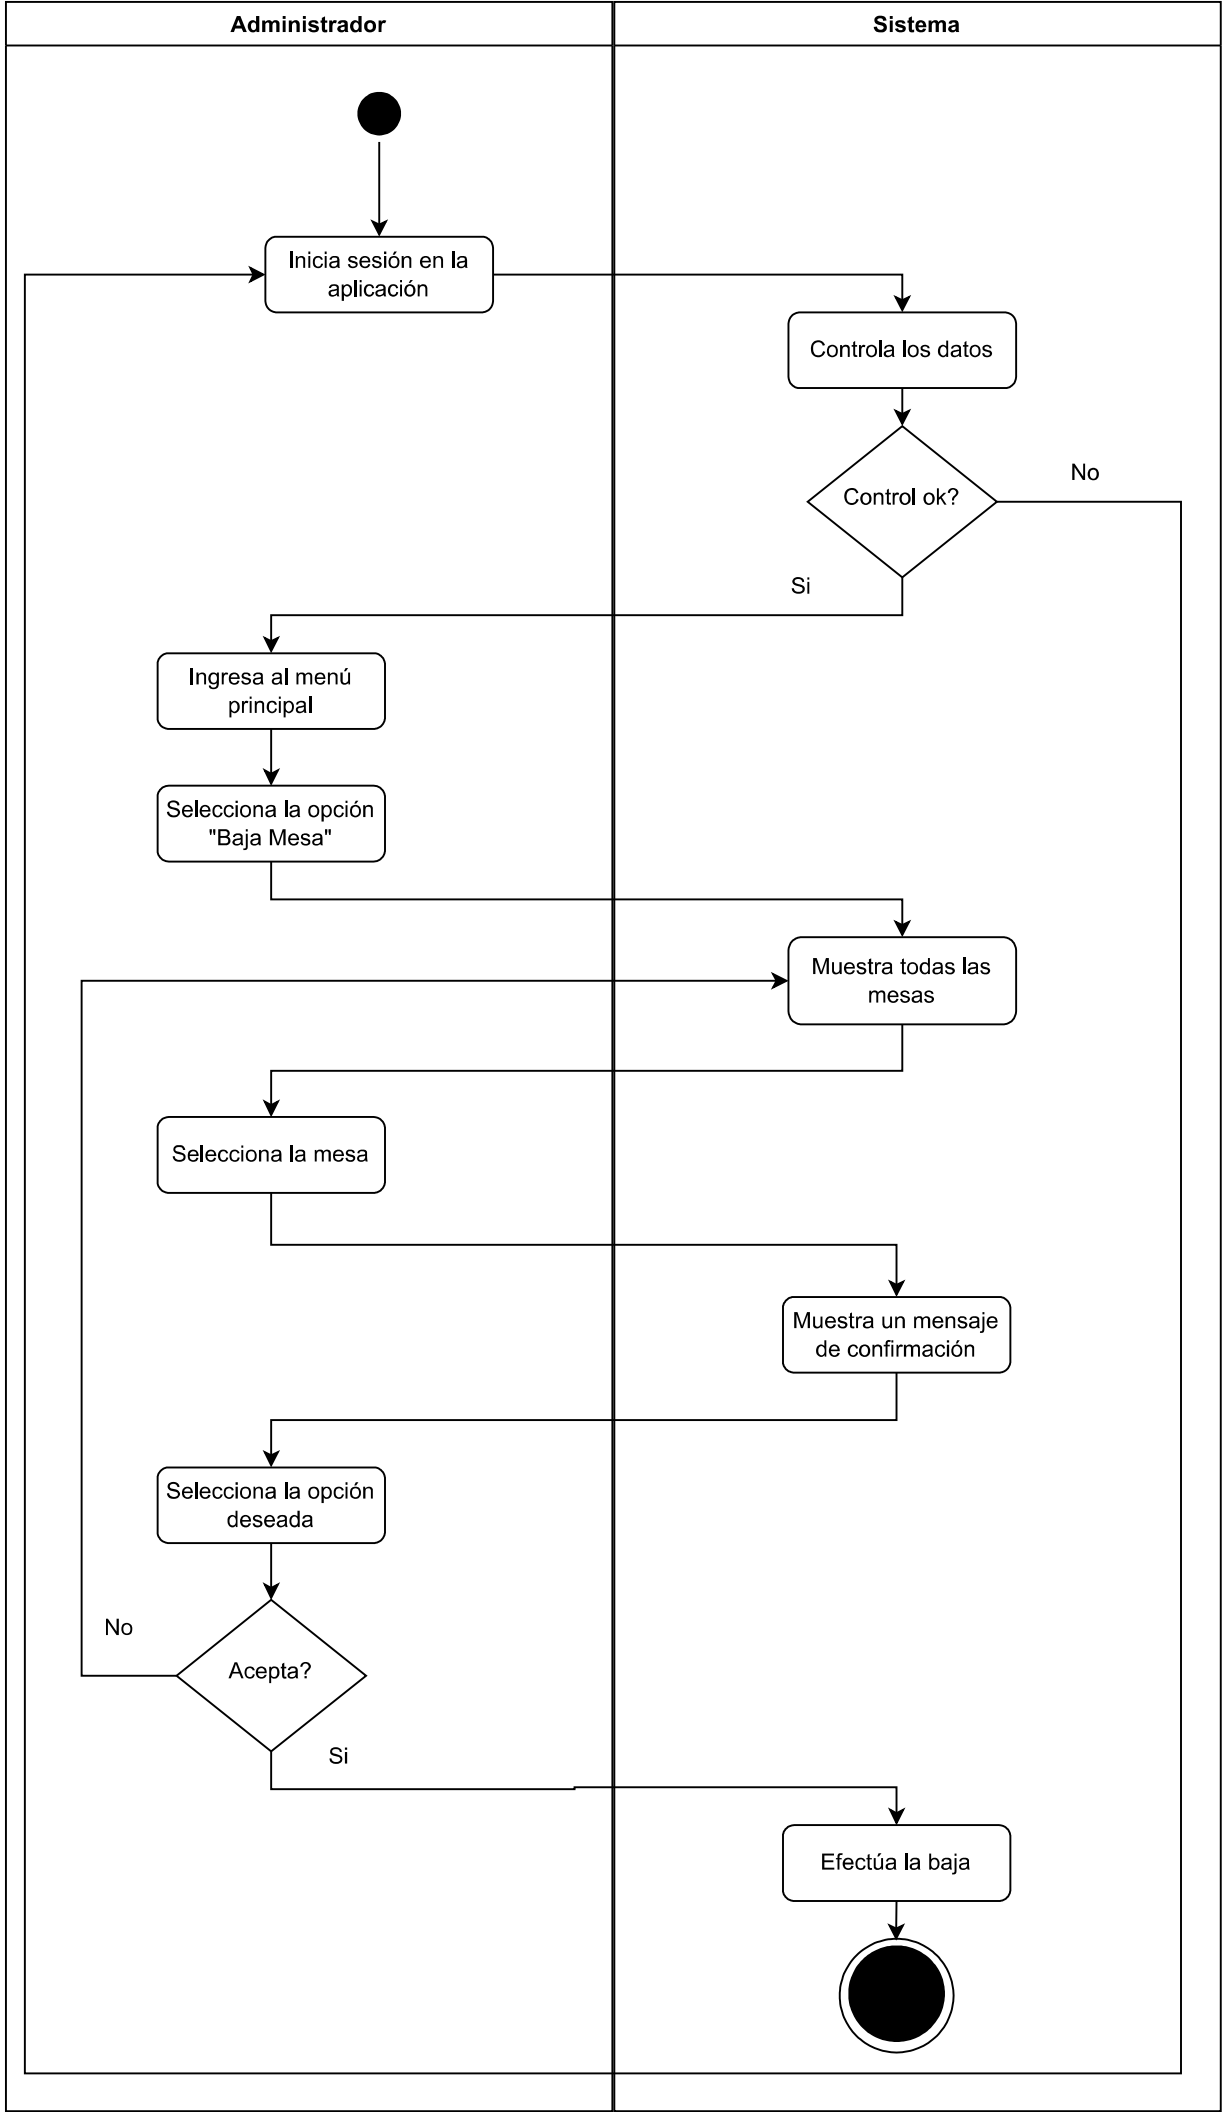 Administrador
Sistema
Inicia sesión en la
aplicación
Controla los datos
Control ok?
No
Si
Ingresa al menú
principal
Selecciona la opción
"Baja Mesa"
Muestra todas las
mesas
Selecciona la mesa
Muestra un mensaje
de confirmación
Selecciona la opción
deseada
No
Acepta?
Si
Efectúa la baja